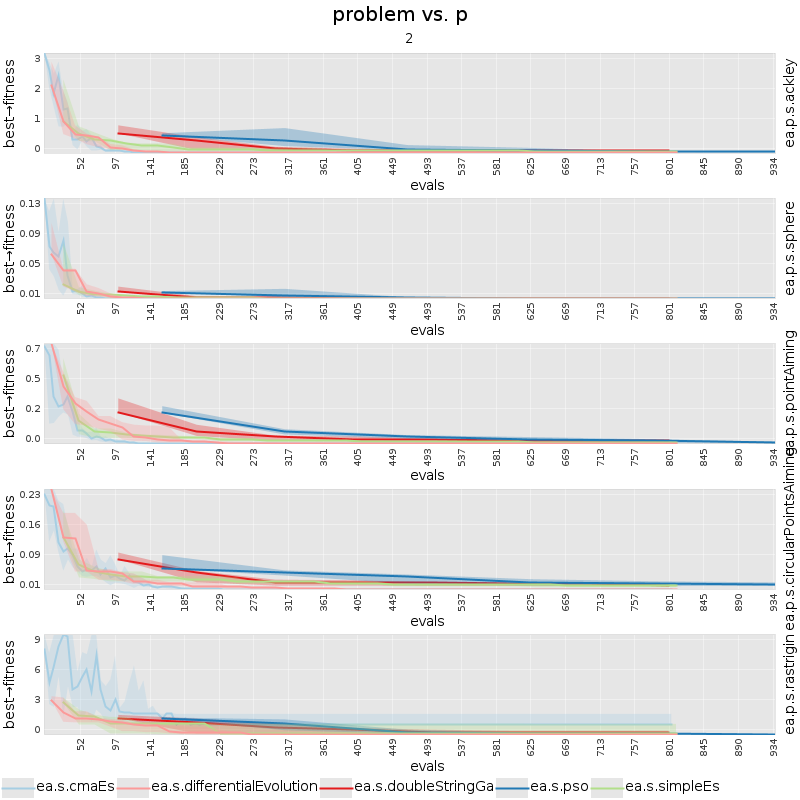 problem vs. p
2
3
2
1
0
best→fitness
ea.p.s.ackley
52 97 141 185 229 273 317 361 405 449 493 537 581 625 669 713 757 801 845 890 934
evals
0.13
0.09
0.05
0.01
best→fitness
ea.p.s.sphere
52 97 141 185 229 273 317 361 405 449 493 537 581 625 669 713 757 801 845 890 934
evals
0.7
0.5
0.2
0.0
best→fitness
ea.p.s.pointAiming
52 97 141 185 229 273 317 361 405 449 493 537 581 625 669 713 757 801 845 890 934
evals
0.23
0.16
0.09
0.01
best→fitness
ea.p.s.circularPointsAiming
52 97 141 185 229 273 317 361 405 449 493 537 581 625 669 713 757 801 845 890 934
evals
9
6
3
0
best→fitness
ea.p.s.rastrigin
52 97 141 185 229 273 317 361 405 449 493 537 581 625 669 713 757 801 845 890 934
evals
ea.s.cmaEs ea.s.differentialEvolution ea.s.doubleStringGa ea.s.pso ea.s.simpleEs